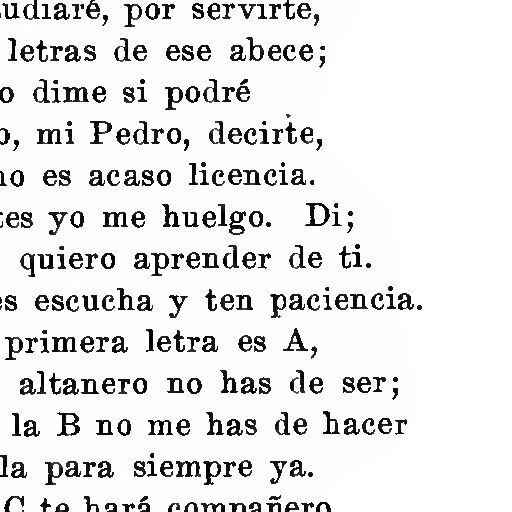 udiaré, por servirte,
letras de ese abece;
o dime si podré
o, mi Pedro, decirte,
no es acaso licencia.
tes yo me huelgo. Di;
quiero aprender de ti.
es escucha y ten paciencia.
primera letra es A,
altanero no has de ser;
la B no me has de hacer
la para siempre ya.
C te hará compañero